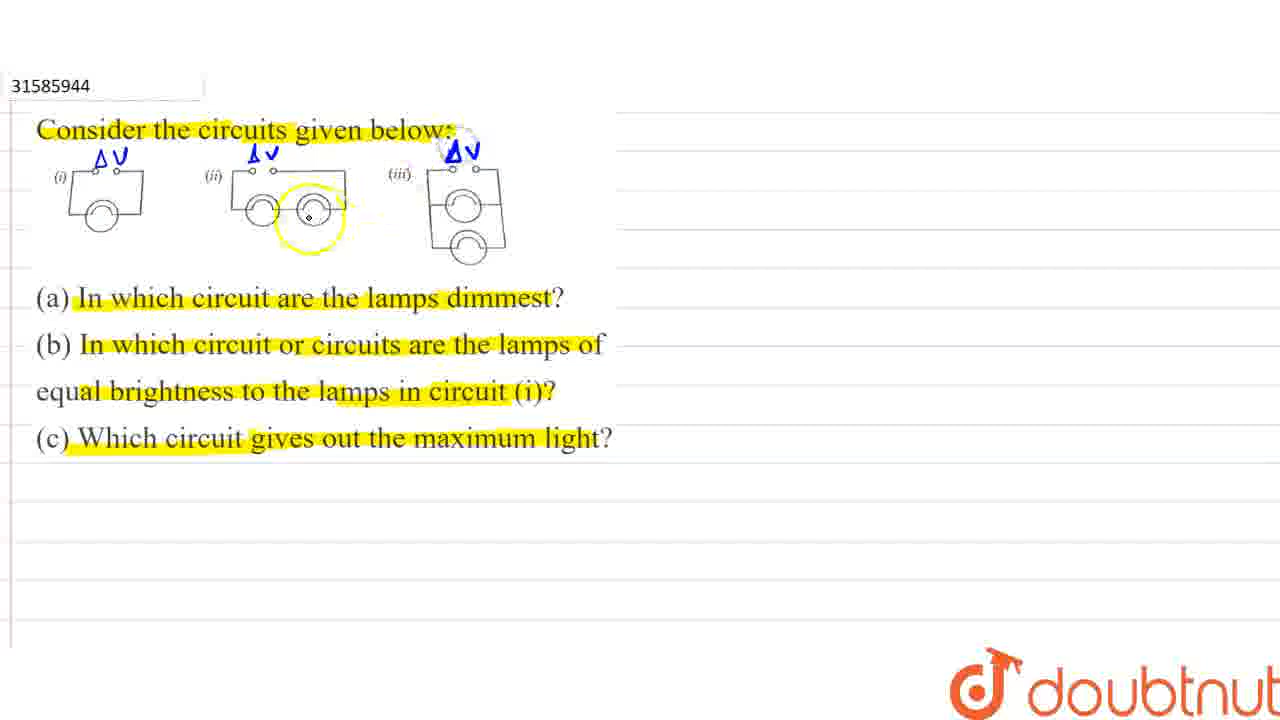 31585944
Consider the circuits given below:
ΔV ΔV ΔV
(i) (ii) (iii)
(a) In which circuit are the lamps dimmest?
(b) In which circuit or circuits are the lamps of
equal brightness to the lamps in circuit (i)?
(c) Which circuit gives out the maximum light?
doubtnut